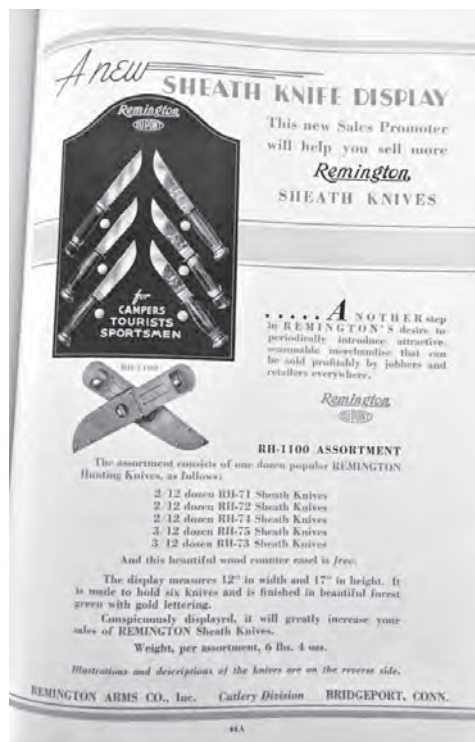 A new
SHEATH KNIFE DISPLAY
Remington
DU PONT
for
CAMPERS
TOURISTS
SPORTSMEN
This new Sales Promoter
will help you sell more
Remington,
SHEATH KNIVES
RH-1100
..... ANOTHER step
in REMINGTON'S desire to
periodically introduce attractive,
seasonable merchandise that can
be sold profitably by jobbers and
retailers everywhere.
Remington,
DU PONT
RH-1100 ASSORTMENT
The assortment consists of one dozen popular REMINGTON
Hunting Knives, as follows:
2/12 dozen RH-71 Sheath Knives
2/12 dozen RH-72 Sheath Knives
2/12 dozen RH-74 Sheath Knives
3/12 dozen RH-75 Sheath Knives
3/12 dozen RH-73 Sheath Knives
And this beautiful wood counter easel is free.
The display measures 12" in width and 17" in height. It
is made to hold six knives and is finished in beautiful forest
green with gold lettering.
Conspicuously displayed, it will greatly increase your
sales of REMINGTON Sheath Knives.
Weight, per assortment, 6 lbs. 4 ozs.
Illustrations and descriptions of the knives are on the reverse side.
REMINGTON ARMS CO., Inc. Cutlery Division BRIDGEPORT, CONN.
44A